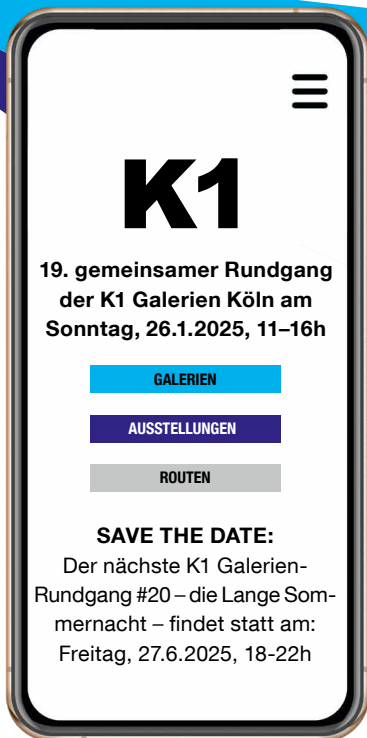 K1
19. gemeinsamer Rundgang
der K1 Galerien Köln am
Sonntag, 26.1.2025, 11–16h
GALERIEN
AUSSTELLUNGEN
ROUTEN
SAVE THE DATE:
Der nächste K1 Galerien-
Rundgang #20 – die Lange Som-
mernacht – findet statt am:
Freitag, 27.6.2025, 18-22h